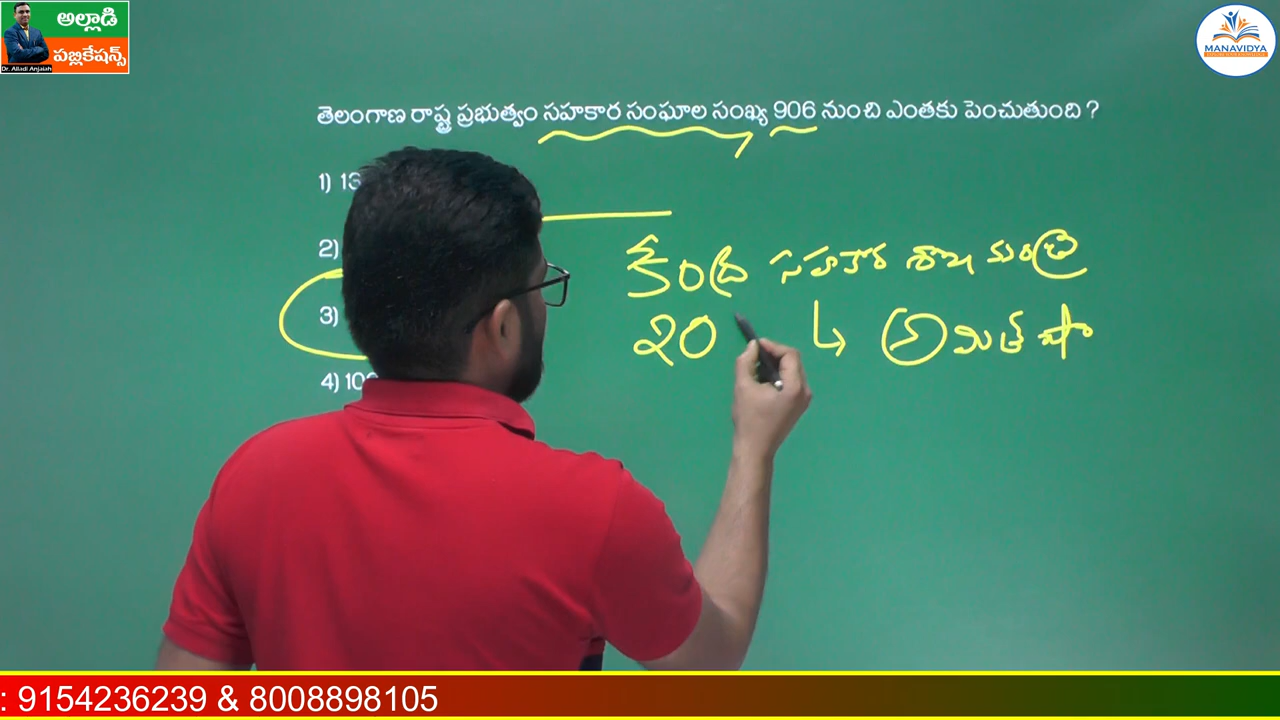 అల్లాడి
పబ్లికేషన్స్
Dr. Alladi Anjaiah
MANAVIDYA
తెలంగాణ రాష్ట్ర ప్రభుత్వం సహకార సంఘాల సంఖ్య 906 నుంచి ఎంతకు పెంచుతుంది ?
1) 13
2)
3)
4) 100
కేంద్ర సహకార శాఖ మంత్రి
20 ↳ అమిత్ షా
: 9154236239 & 8008898105